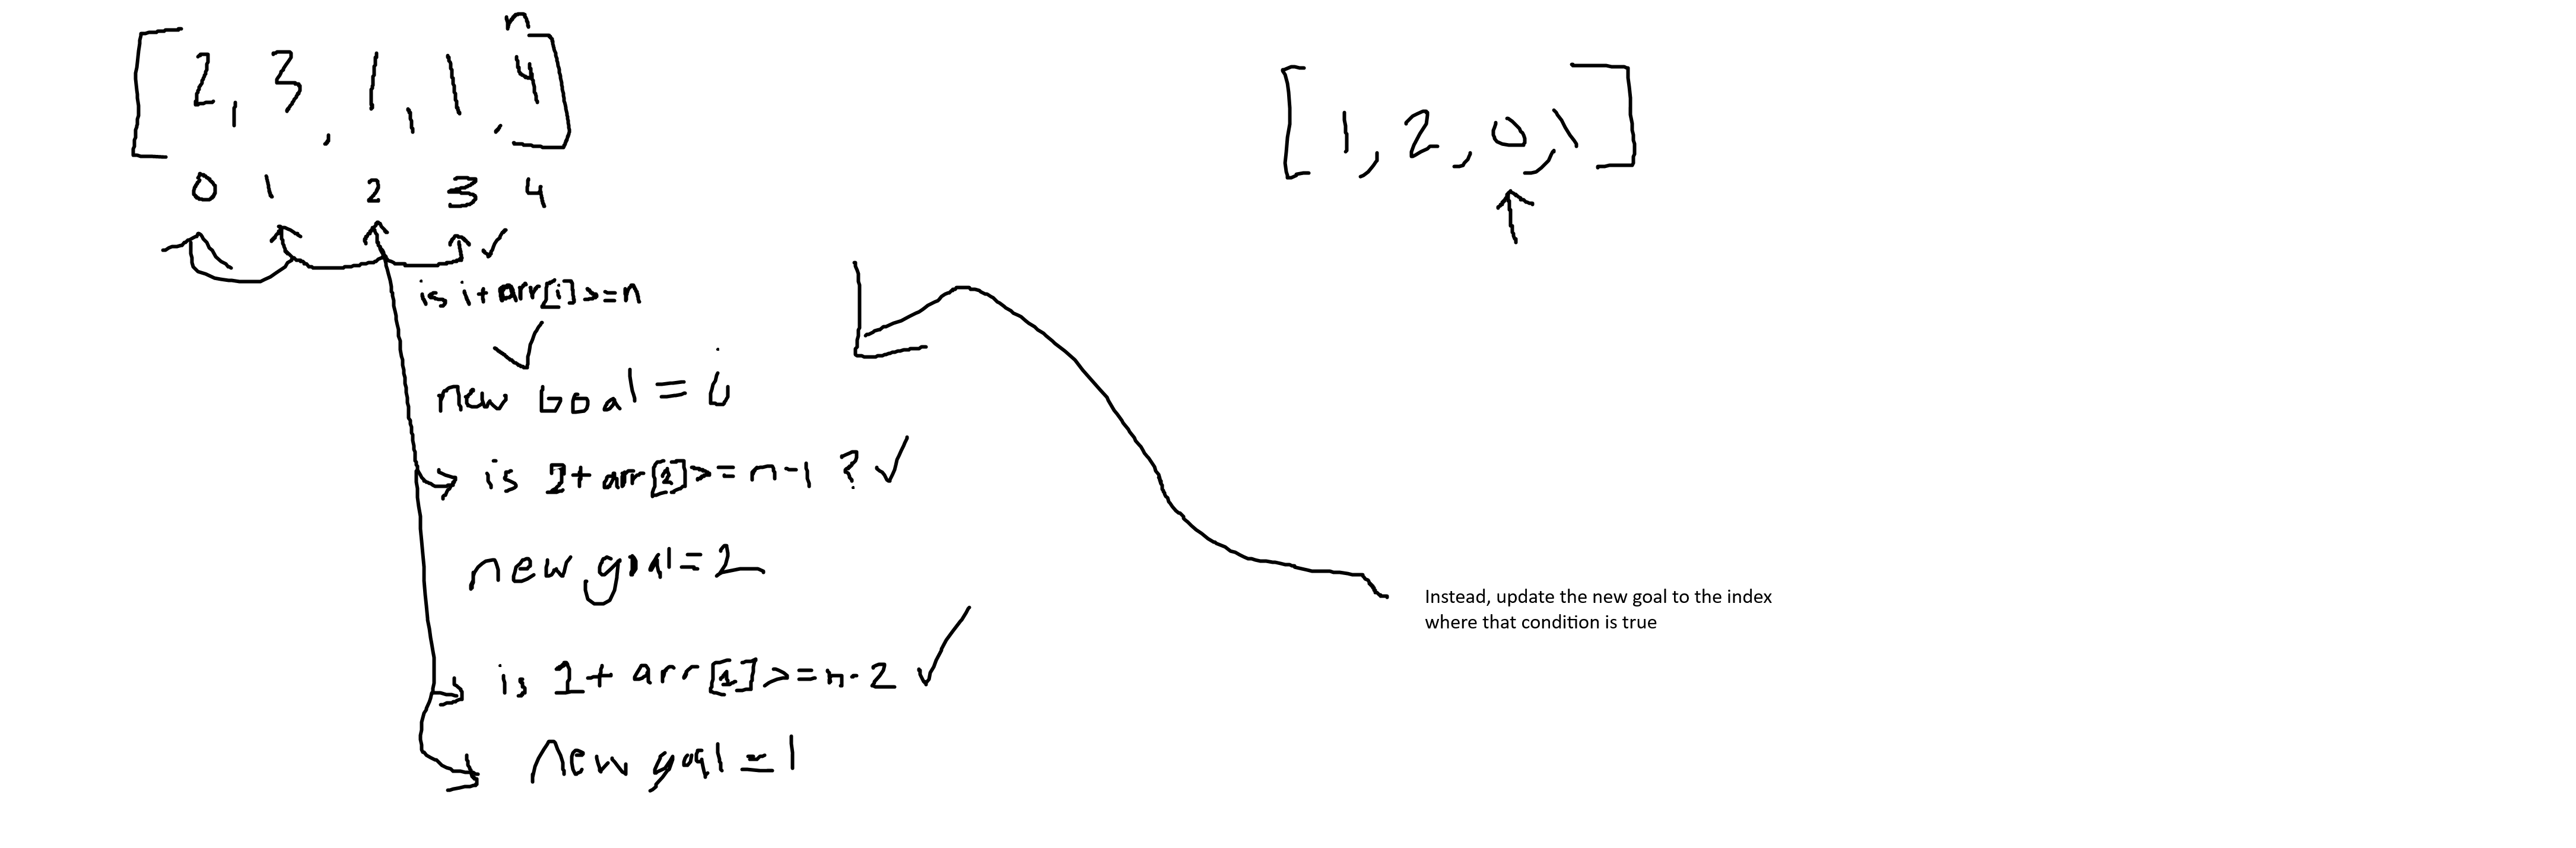 n
[2, 3, 1, 1, 4]
0 1 2 3 4
is i+arr[i]>=n
new Goal = i
is 2+arr[2]>=n-1 ?
new goal=2
is 1+arr[1]>=n-2
new goal=1
[1, 2, 0, 1]
Instead, update the new goal to the index
where that condition is true